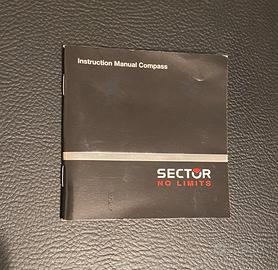 Instruction Manual Compass
SECTOR
NO LIMITS